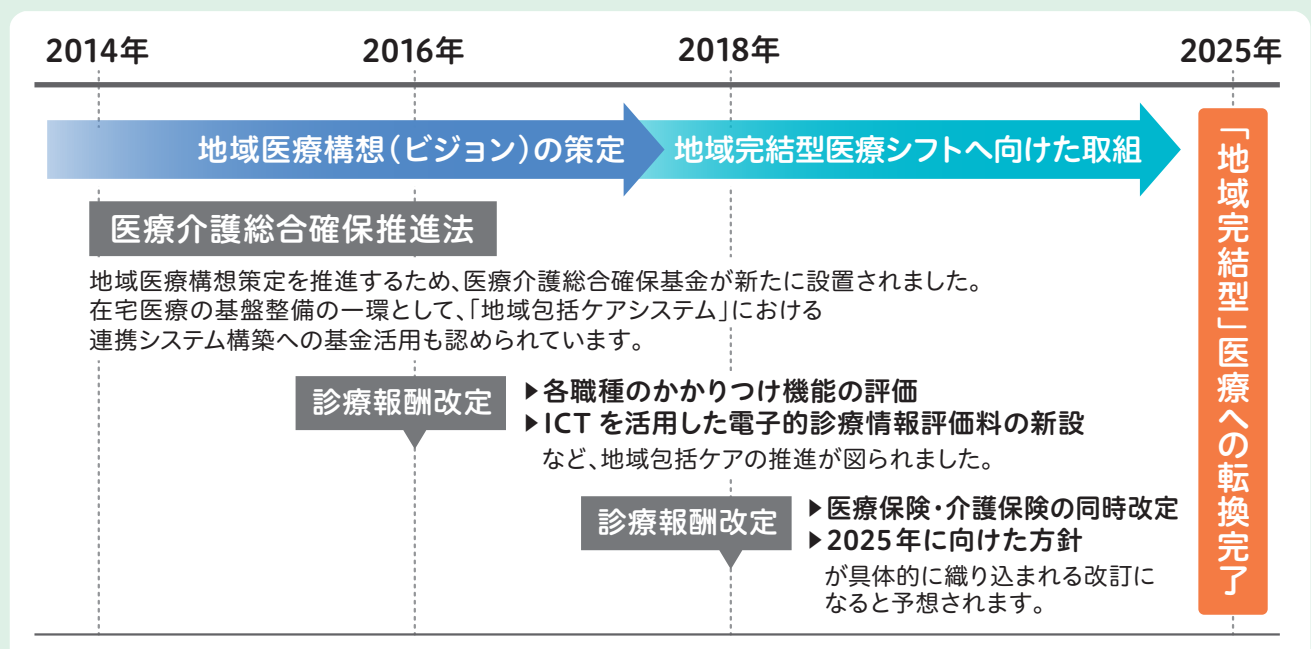 2014年 2016年 2018年 2025年
地域医療構想（ビジョン）の策定
地域完結型医療シフトへ向けた取組
「地域完結型」医療への転換完了
医療介護総合確保推進法
地域医療構想策定を推進するため、医療介護総合確保基金が新たに設置されました。
在宅医療の基盤整備の一環として、「地域包括ケアシステム」における
連携システム構築への基金活用も認められています。
診療報酬改定
▶各職種のかかりつけ機能の評価
▶ICTを活用した電子的診療情報評価料の新設
など、地域包括ケアの推進が図られました。
診療報酬改定
▶医療保険・介護保険の同時改定
▶2025年に向けた方針
が具体的に織り込まれる改訂に
なると予想されます。